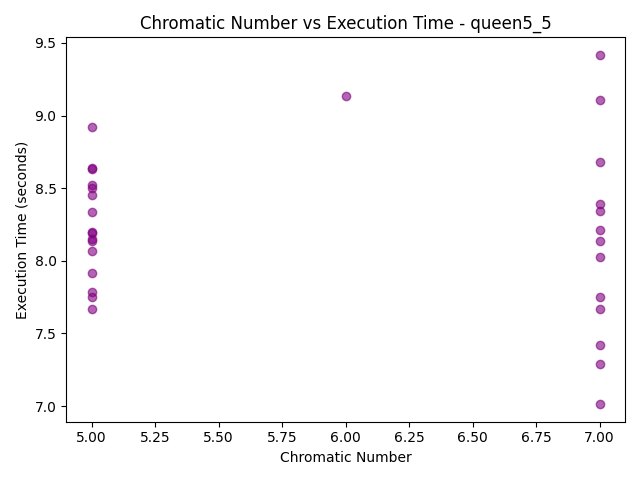 Chromatic Number vs Execution Time - queen5_5
Execution Time (seconds)
9.5
9.0
8.5
8.0
7.5
7.0
5.00 5.25 5.50 5.75 6.00 6.25 6.50 6.75 7.00
Chromatic Number